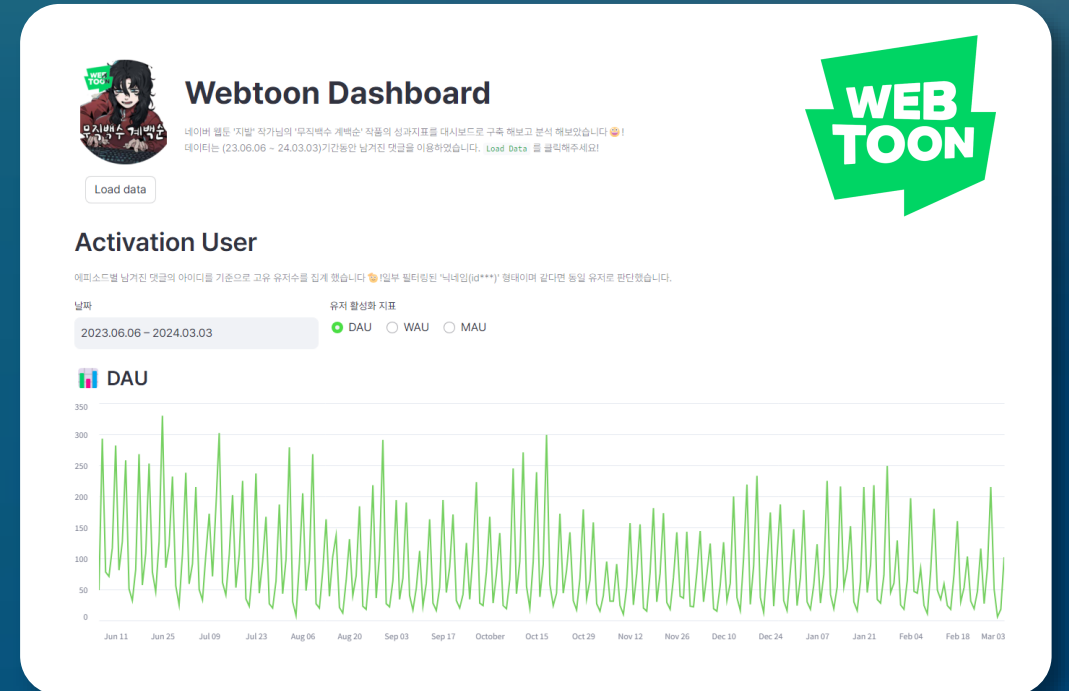 WEB
TOON
무직백수 계백순
Webtoon Dashboard
네이버 웹툰 '지발' 작가님의 '무직백수 계백순' 작품의 성과지표를 대시보드로 구축 해보고 분석 해보았습니다 😝 !
데이터는 (23.06.06 ~ 24.03.03)기간동안 남겨진 댓글을 이용하였습니다. Load Data 를 클릭해주세요!
WEB
TOON
Load data
Activation User
에피소드별 남겨진 댓글의 아이디를 기준으로 고유 유저수를 집계 했습니다 !일부 필터링된 '닉네임(id***)' 형태이며 같다면 동일 유저로 판단했습니다.
날짜
유저 활성화 지표
2023.06.06 – 2024.03.03
DAU WAU MAU
📊 DAU
350
300
250
200
150
100
50
0
Jun 11 Jun 25 Jul 09 Jul 23 Aug 06 Aug 20 Sep 03 Sep 17 October Oct 15 Oct 29 Nov 12 Nov 26 Dec 10 Dec 24 Jan 07 Jan 21 Feb 04 Feb 18 Mar 03